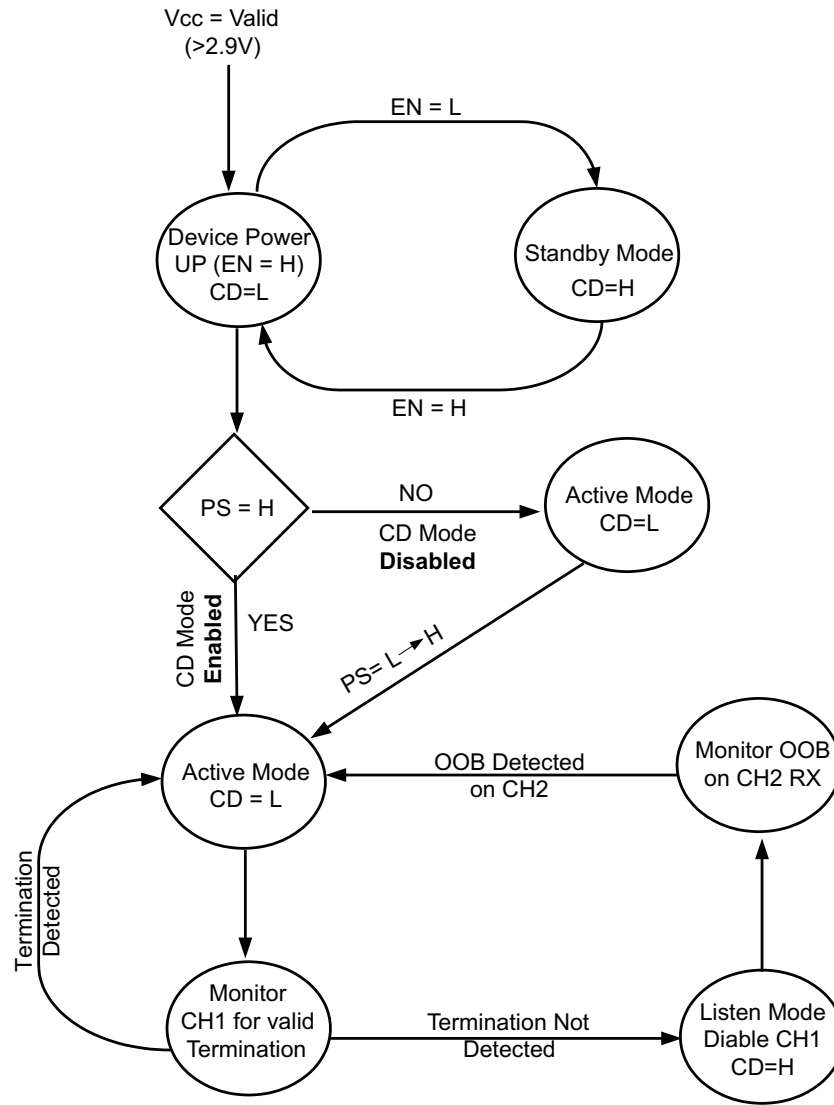 Vcc = Valid
(>2.9V)
EN = L
Device Power
UP (EN = H)
CD=L
Standby Mode
CD=H
EN = H
PS = H
NO
CD Mode
Disabled
Active Mode
CD=L
CD Mode
Enabled
YES
PS= L → H
Active Mode
CD = L
OOB Detected
on CH2
Monitor OOB
on CH2 RX
Termination
Detected
Monitor
CH1 for valid
Termination
Termination Not
Detected
Listen Mode
Diable CH1
CD=H